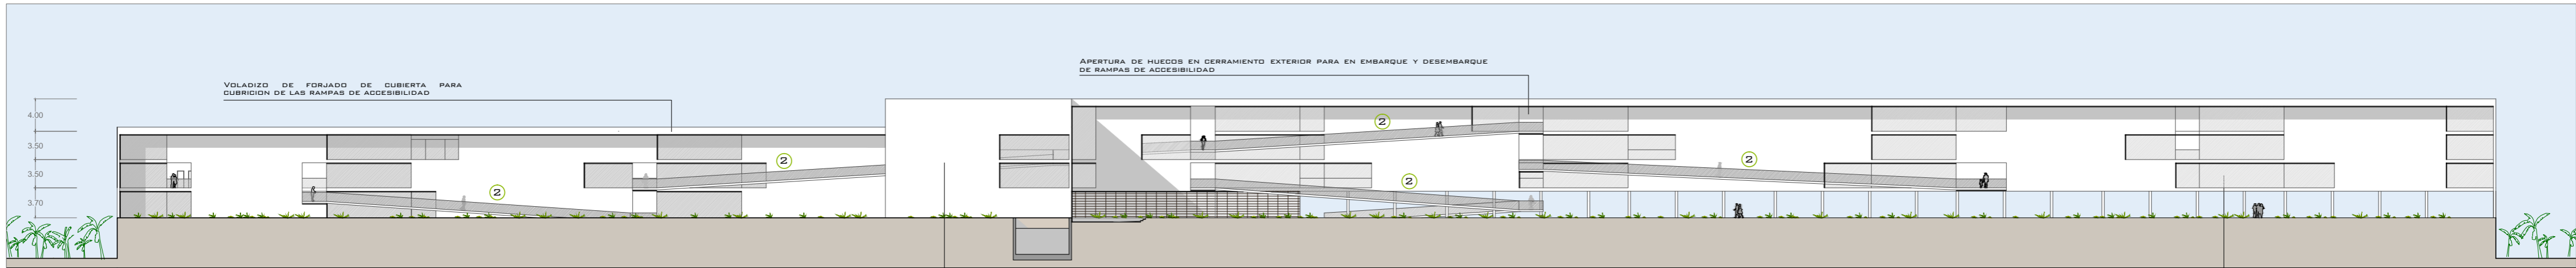 APERTURA DE HUECOS EN CERRAMIENTO EXTERIOR PARA EN EMBARQUE Y DESEMBARQUE
DE RAMPAS DE ACCESIBILIDAD
VOLADIZO DE FORJADO DE CUBIERTA PARA
CUBRICION DE LAS RAMPAS DE ACCESIBILIDAD
4.00
3.50
3.50
3.70
2
2
2
2
2